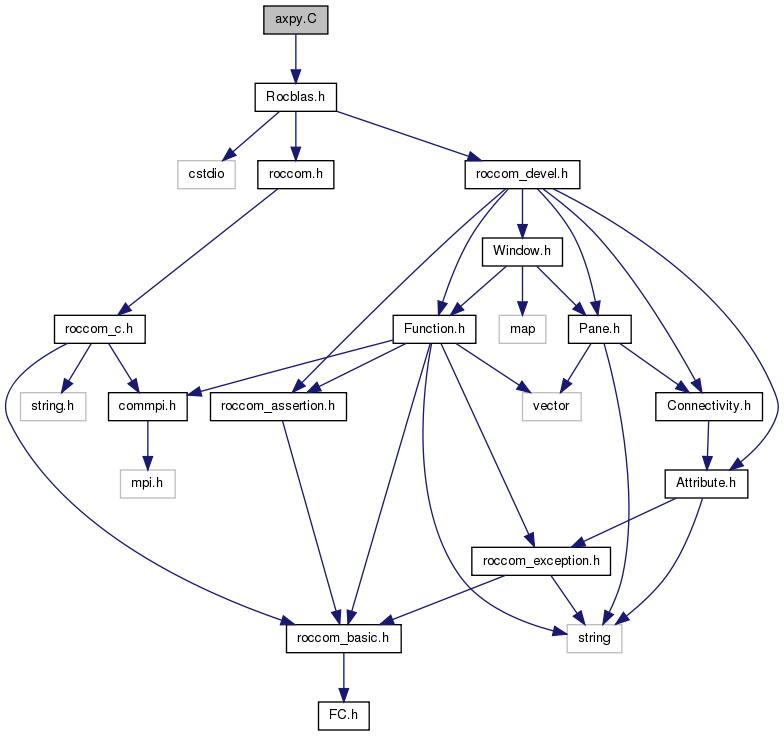 axpy.C
Rocblas.h
cstdio
roccom.h
roccom_devel.h
Window.h
roccom_c.h
Function.h
map
Pane.h
string.h
commpi.h
roccom_assertion.h
vector
Connectivity.h
mpi.h
Attribute.h
roccom_exception.h
roccom_basic.h
string
FC.h